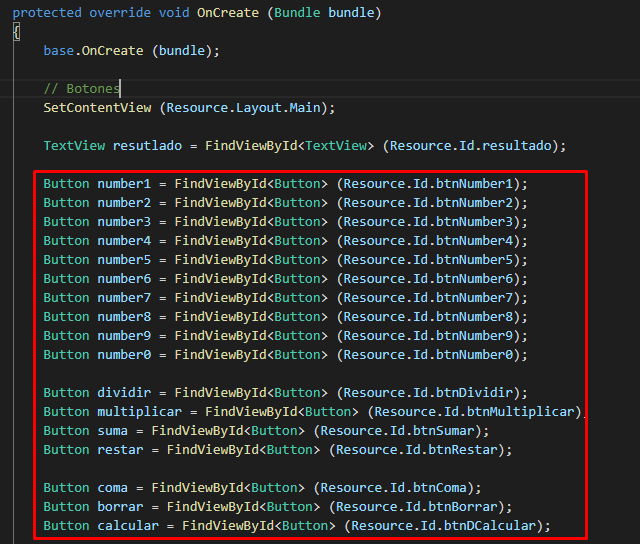 protected override void OnCreate (Bundle bundle)
{
base.OnCreate (bundle);
// Botones
SetContentView (Resource.Layout.Main);
TextView resutlado = FindViewById<TextView> (Resource.Id.resultado);
Button number1 = FindViewById<Button> (Resource.Id.btnNumber1);
Button number2 = FindViewById<Button> (Resource.Id.btnNumber2);
Button number3 = FindViewById<Button> (Resource.Id.btnNumber3);
Button number4 = FindViewById<Button> (Resource.Id.btnNumber4);
Button number5 = FindViewById<Button> (Resource.Id.btnNumber5);
Button number6 = FindViewById<Button> (Resource.Id.btnNumber6);
Button number7 = FindViewById<Button> (Resource.Id.btnNumber7);
Button number8 = FindViewById<Button> (Resource.Id.btnNumber8);
Button number9 = FindViewById<Button> (Resource.Id.btnNumber9);
Button number0 = FindViewById<Button> (Resource.Id.btnNumber0);
Button dividir = FindViewById<Button> (Resource.Id.btnDividir);
Button multiplicar = FindViewById<Button> (Resource.Id.btnMultiplicar);
Button suma = FindViewById<Button> (Resource.Id.btnSumar);
Button restar = FindViewById<Button> (Resource.Id.btnRestar);
Button coma = FindViewById<Button> (Resource.Id.btnComa);
Button borrar = FindViewById<Button> (Resource.Id.btnBorrar);
Button calcular = FindViewById<Button> (Resource.Id.btnDCalcular);